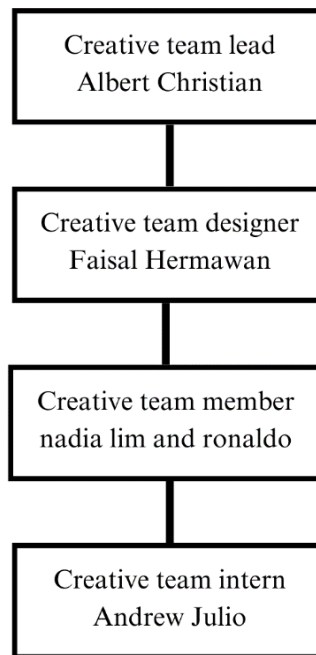 Creative team lead
Albert Christian
Creative team designer
Faisal Hermawan
Creative team member
nadia lim and ronaldo
Creative team intern
Andrew Julio